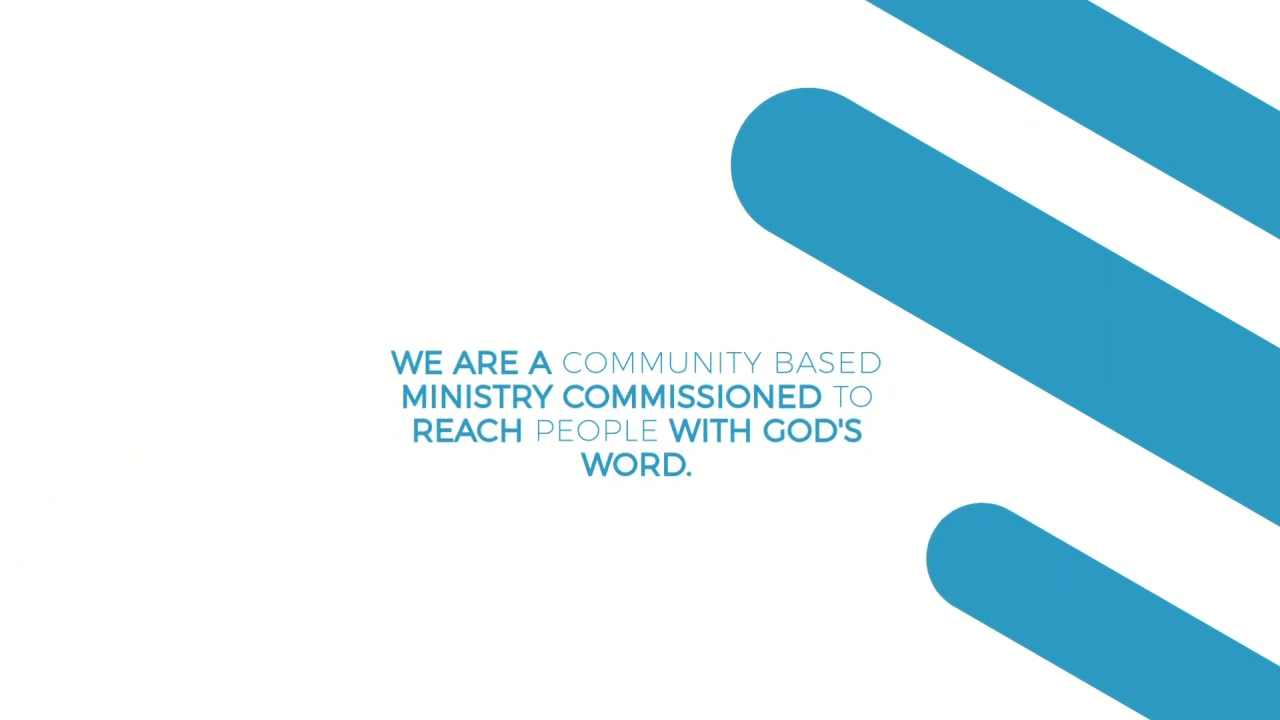 WE ARE A COMMUNITY BASED
MINISTRY COMMISSIONED TO
REACH PEOPLE WITH GOD'S
WORD.